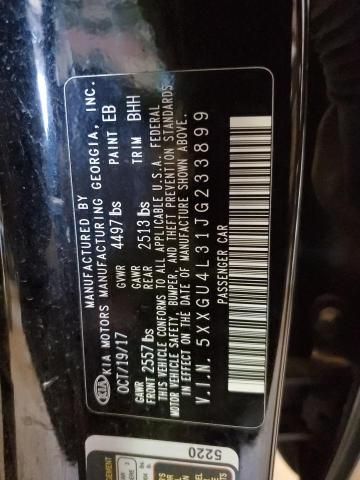 MANUFACTURED BY
KIA KIA MOTORS MANUFACTURING GEORGIA, INC.
OCT/19/17 GVWR 4497 lbs PAINT EB
GAWR FRONT 2557 lbs GAWR REAR 2513 lbs TRIM BHH
THIS VEHICLE CONFORMS TO ALL APPLICABLE U.S.A. FEDERAL
MOTOR VEHICLE SAFETY, BUMPER, AND THEFT PREVENTION STANDARDS
IN EFFECT ON THE DATE OF MANUFACTURE SHOWN ABOVE.
V.I.N. 5XXGU4L31JG233899
PASSENGER CAR
5220